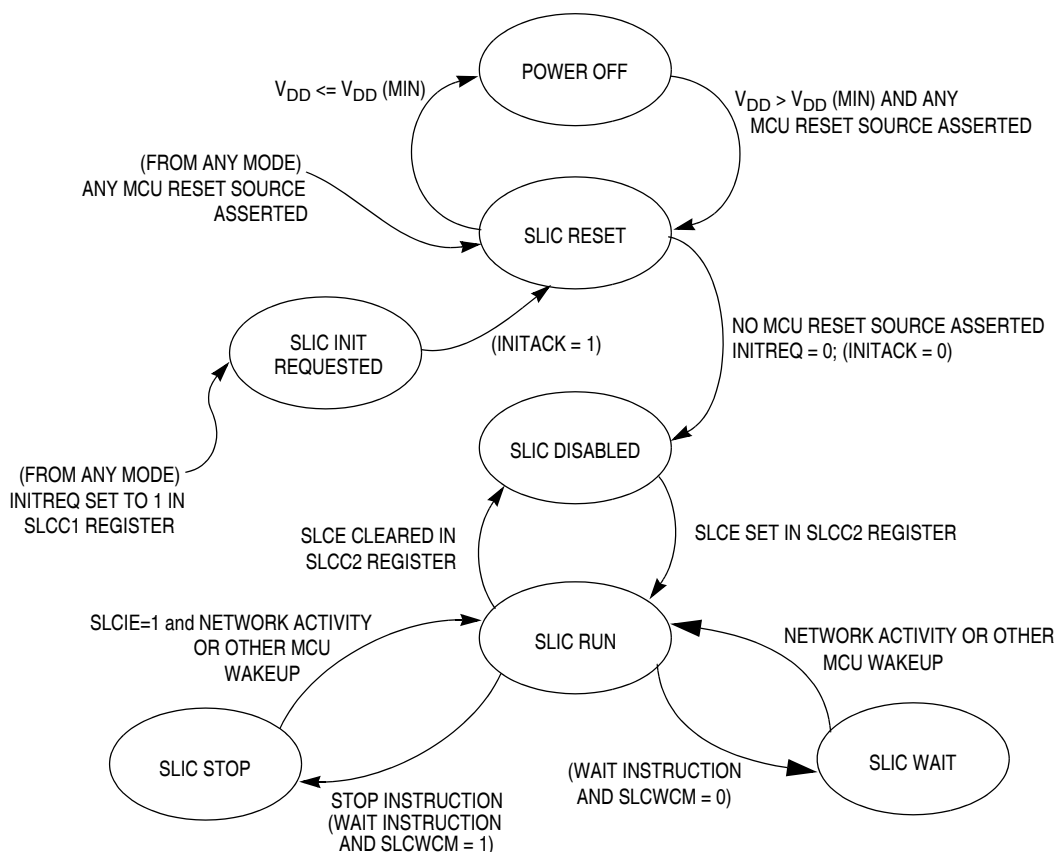 POWER OFF
V_DD <= V_DD (MIN)
V_DD > V_DD (MIN) AND ANY
MCU RESET SOURCE ASSERTED
(FROM ANY MODE)
ANY MCU RESET SOURCE
ASSERTED
SLIC RESET
SLIC INIT
REQUESTED
(INITACK = 1)
NO MCU RESET SOURCE ASSERTED
INITREQ = 0; (INITACK = 0)
SLIC DISABLED
(FROM ANY MODE)
INITREQ SET TO 1 IN
SLCC1 REGISTER
SLCE CLEARED IN
SLCC2 REGISTER
SLCE SET IN SLCC2 REGISTER
SLCIE=1 and NETWORK ACTIVITY
OR OTHER MCU
WAKEUP
SLIC RUN
NETWORK ACTIVITY OR OTHER
MCU WAKEUP
SLIC STOP
SLIC WAIT
(WAIT INSTRUCTION
AND SLCWCM = 0)
STOP INSTRUCTION
(WAIT INSTRUCTION
AND SLCWCM = 1)